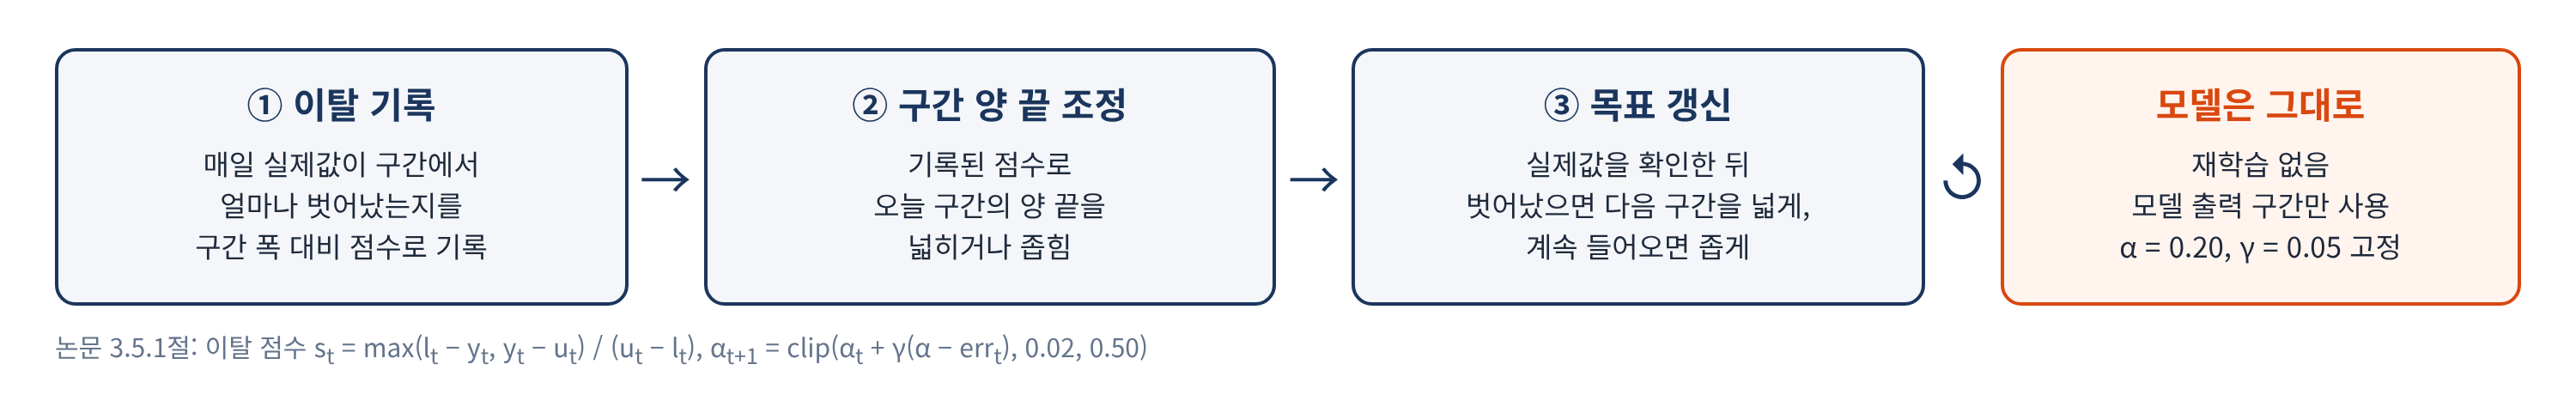 ① 이탈 기록
매일 실제값이 구간에서
얼마나 벗어났는지를
구간 폭 대비 점수로 기록
→
② 구간 양 끝 조정
기록된 점수로
오늘 구간의 양 끝을
넓히거나 좁힘
→
③ 목표 갱신
실제값을 확인한 뒤
벗어났으면 다음 구간을 넓게,
계속 들어오면 좁게
↺
모델은 그대로
재학습 없음
모델 출력 구간만 사용
α = 0.20, γ = 0.05 고정
논문 3.5.1절: 이탈 점수 sₜ = max(lₜ − yₜ, yₜ − uₜ) / (uₜ − lₜ), αₜ₊₁ = clip(αₜ + γ(α − errₜ), 0.02, 0.50)